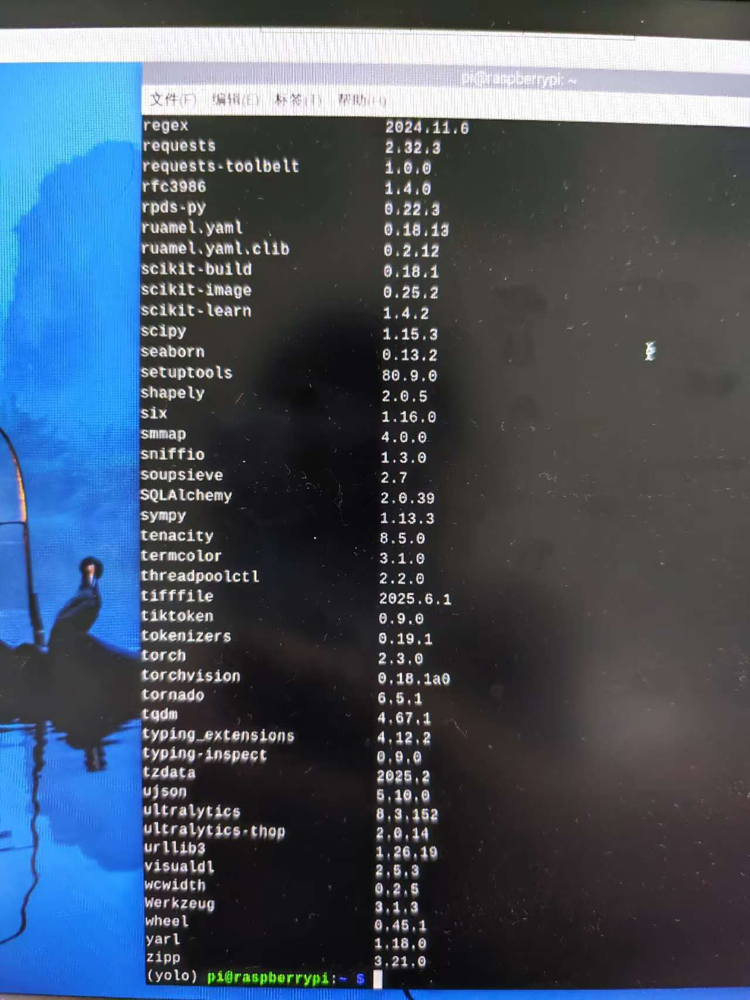 pi@raspberrypi: ~
文件(F) 编辑(E) 标签(T) 帮助(H)
regex 2024.11.6
requests 2.32.3
requests-toolbelt 1.0.0
rfc3986 1.4.0
rpds-py 0.22.3
ruamel.yaml 0.18.13
ruamel.yaml.clib 0.2.12
scikit-build 0.18.1
scikit-image 0.25.2
scikit-learn 1.4.2
scipy 1.15.3
seaborn 0.13.2
setuptools 80.9.0
shapely 2.0.5
six 1.16.0
smmap 4.0.0
sniffio 1.3.0
soupsieve 2.7
SQLAlchemy 2.0.39
sympy 1.13.3
tenacity 8.5.0
termcolor 3.1.0
threadpoolctl 2.2.0
tifffile 2025.6.1
tiktoken 0.9.0
tokenizers 0.19.1
torch 2.3.0
torchvision 0.18.1a0
tornado 6.5.1
tqdm 4.67.1
typing_extensions 4.12.2
typing-inspect 0.9.0
tzdata 2025.2
ujson 5.10.0
ultralytics 8.3.152
ultralytics-thop 2.0.14
urllib3 1.26.19
visualdl 2.5.3
wcwidth 0.2.5
Werkzeug 3.1.3
wheel 0.45.1
yarl 1.18.0
zipp 3.21.0
(yolo) pi@raspberrypi:~ $